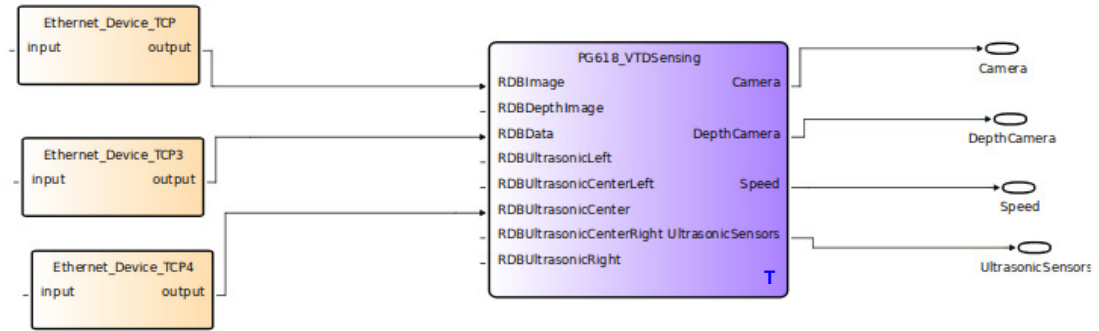 Ethernet_Device_TCP
input output
Ethernet_Device_TCP3
input output
Ethernet_Device_TCP4
input output
PG618_VTDSensing
RDBImage Camera
RDBDepthImage
RDBData DepthCamera
RDBUltrasonicLeft
RDBUltrasonicCenterLeft Speed
RDBUltrasonicCenter
RDBUltrasonicCenterRight UltrasonicSensors
RDBUltrasonicRight
T
Camera
DepthCamera
Speed
UltrasonicSensors